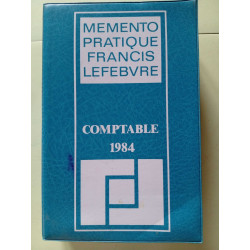 MEMENTO
PRATIQUE
FRANCIS
LEFEBVRE
COMPTABLE
1984